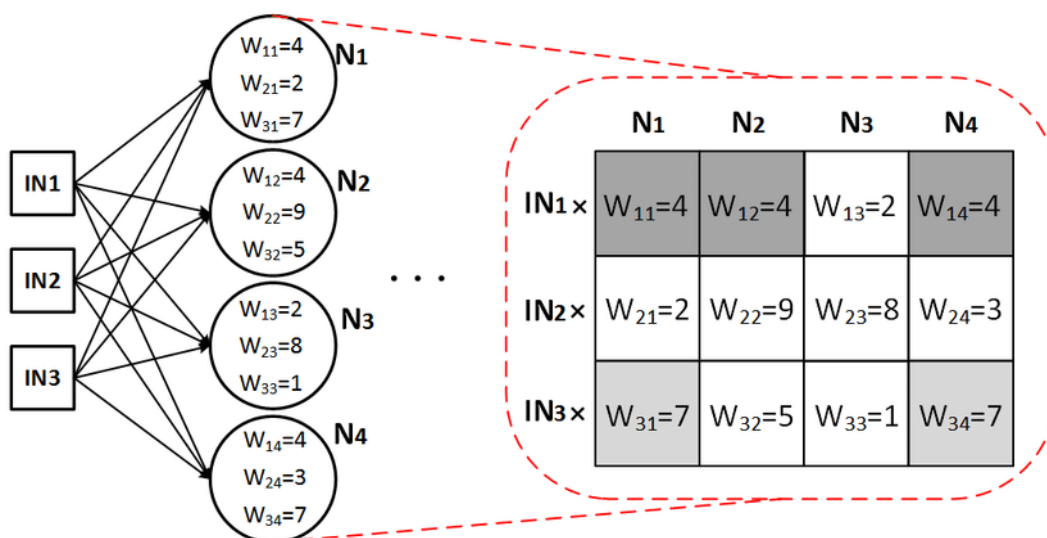 IN1
IN2
IN3
W₁₁=4
W₂₁=2
W₃₁=7
N₁
W₁₂=4
W₂₂=9
W₃₂=5
N₂
W₁₃=2
W₂₃=8
W₃₃=1
N₃
W₁₄=4
W₂₄=3
W₃₄=7
N₄
. . .
N₁ N₂ N₃ N₄
IN₁× W₁₁=4 W₁₂=4 W₁₃=2 W₁₄=4
IN₂× W₂₁=2 W₂₂=9 W₂₃=8 W₂₄=3
IN₃× W₃₁=7 W₃₂=5 W₃₃=1 W₃₄=7